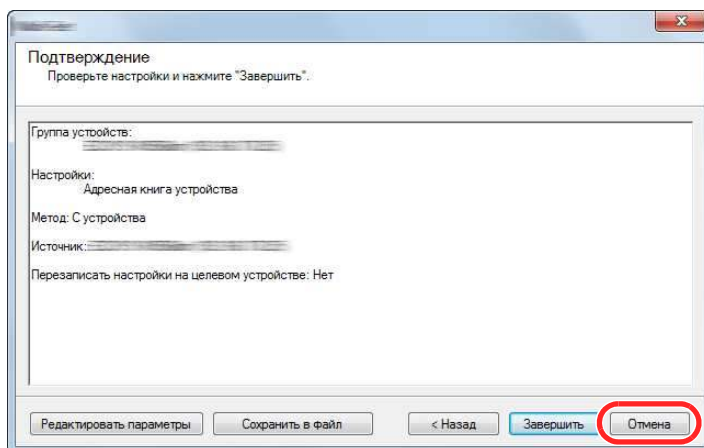 Подтверждение
Проверьте настройки и нажмите "Завершить".
Группа устройств:
Настройки:
Адресная книга устройства
Метод: С устройства
Источник:
Перезаписать настройки на целевом устройстве: Нет
Редактировать параметры Сохранить в файл < Назад Завершить Отмена